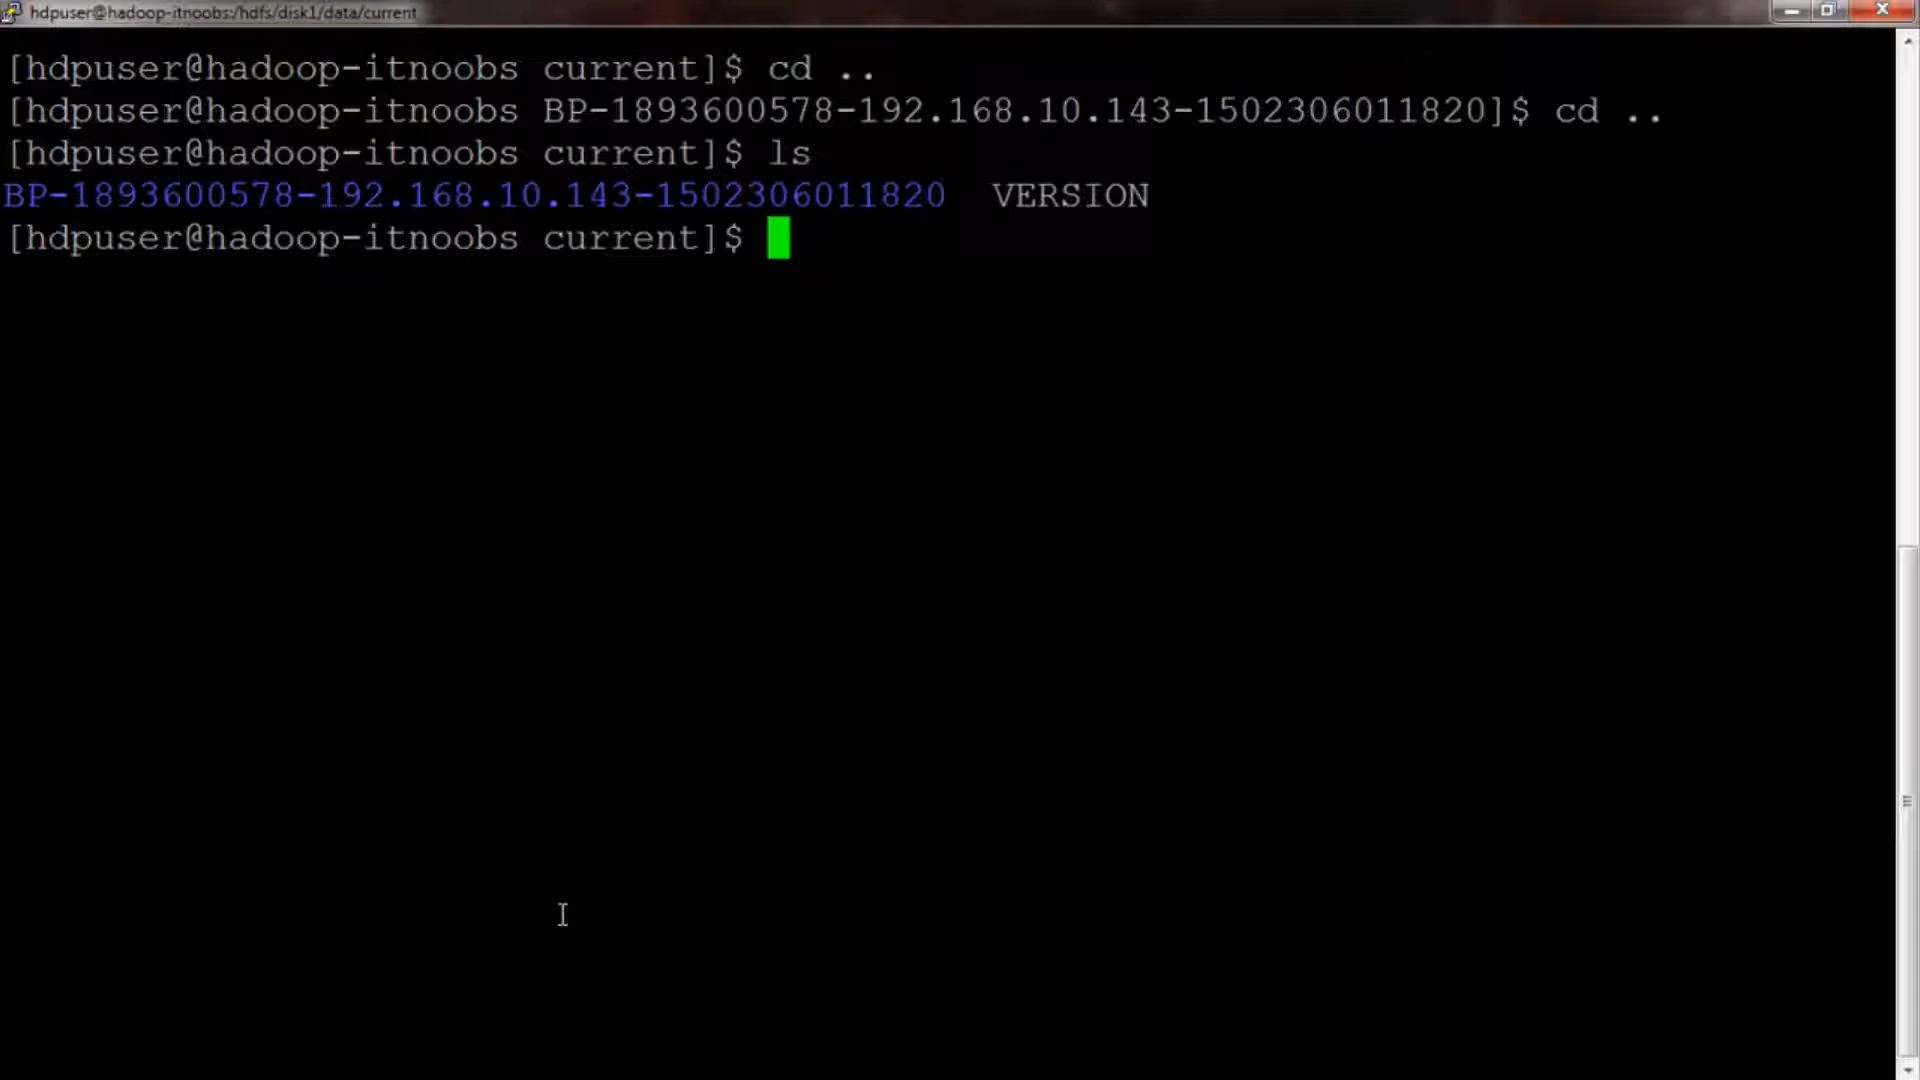 hdpuser@hadoop-itnoobs:/hdfs/disk1/data/current
[hdpuser@hadoop-itnoobs current]$ cd ..
[hdpuser@hadoop-itnoobs BP-1893600578-192.168.10.143-1502306011820]$ cd ..
[hdpuser@hadoop-itnoobs current]$ ls
BP-1893600578-192.168.10.143-1502306011820  VERSION
[hdpuser@hadoop-itnoobs current]$